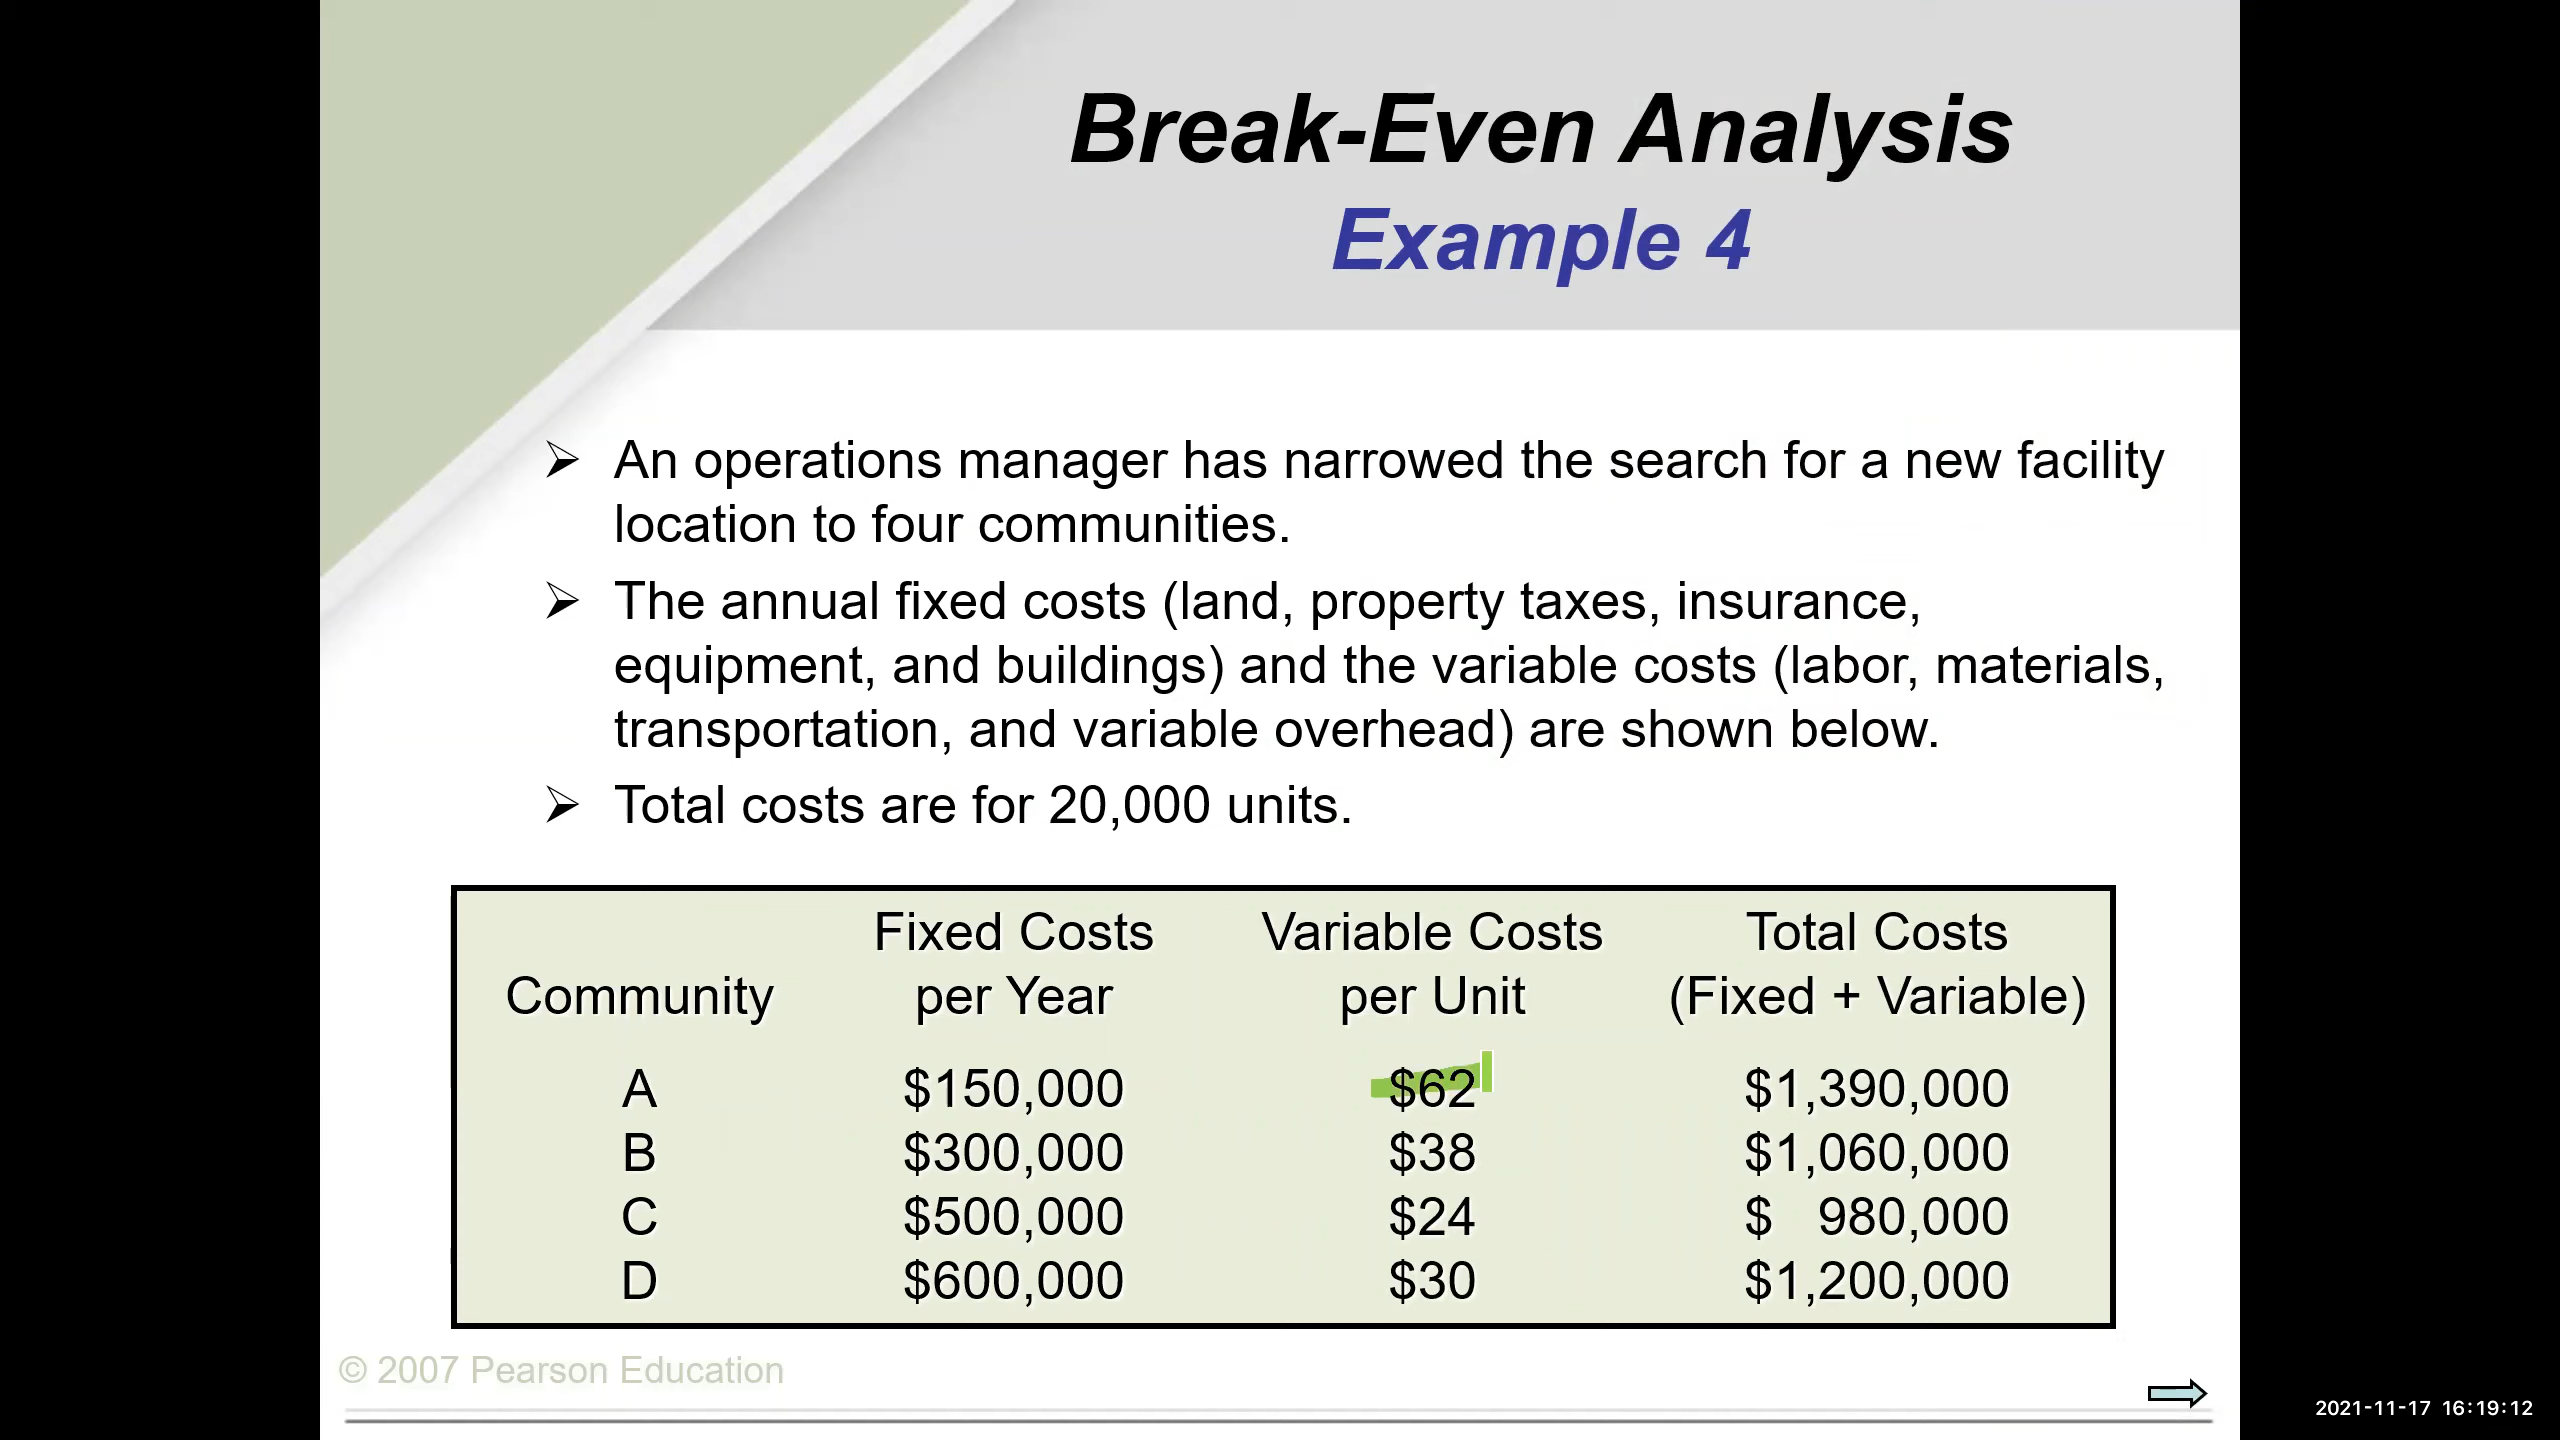 Break-Even Analysis
Example 4
➢ An operations manager has narrowed the search for a new facility
location to four communities.
➢ The annual fixed costs (land, property taxes, insurance,
equipment, and buildings) and the variable costs (labor, materials,
transportation, and variable overhead) are shown below.
➢ Total costs are for 20,000 units.
Fixed Costs Variable Costs Total Costs
Community per Year per Unit (Fixed + Variable)
A $150,000 $62 $1,390,000
B $300,000 $38 $1,060,000
C $500,000 $24 $ 980,000
D $600,000 $30 $1,200,000
© 2007 Pearson Education
2021-11-17 16:19:12